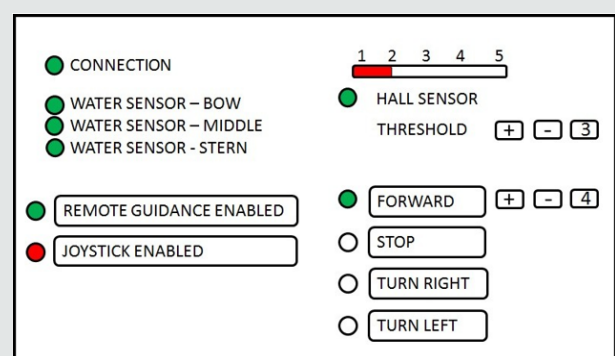 CONNECTION
WATER SENSOR – BOW
WATER SENSOR – MIDDLE
WATER SENSOR - STERN
REMOTE GUIDANCE ENABLED
JOYSTICK ENABLED
1 2 3 4 5
HALL SENSOR
THRESHOLD + - 3
FORWARD + - 4
STOP
TURN RIGHT
TURN LEFT